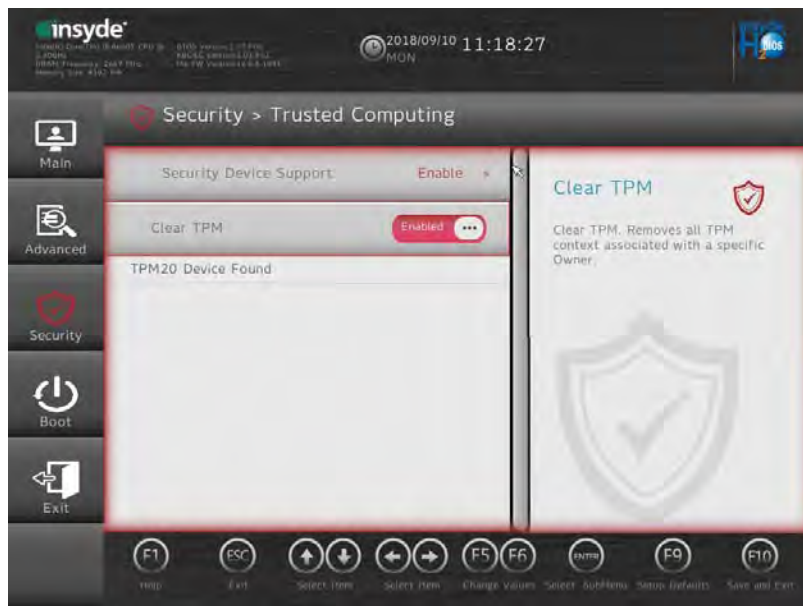 insyde
2018/09/10 11:18:27
MON
H2O
BIOS
Security > Trusted Computing
Main
Advanced
Security
Boot
Exit
Security Device Support Enable
Clear TPM Enabled
TPM20 Device Found
Clear TPM
Clear TPM. Removes all TPM
context associated with a specific
Owner.
F1 ESC F5 F6 ENTER F9 F10
Help Exit Select Item Select Item Change Values Select SubMenu Setup Defaults Save and Exit